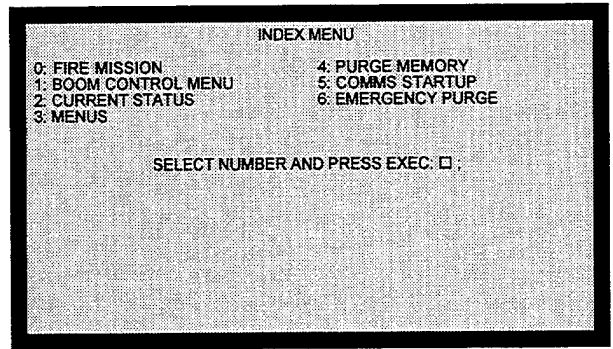 INDEX MENU
0: FIRE MISSION
1: BOOM CONTROL MENU
2: CURRENT STATUS
3: MENUS
4: PURGE MEMORY
5: COMMS STARTUP
6: EMERGENCY PURGE
SELECT NUMBER AND PRESS EXEC: □ ;